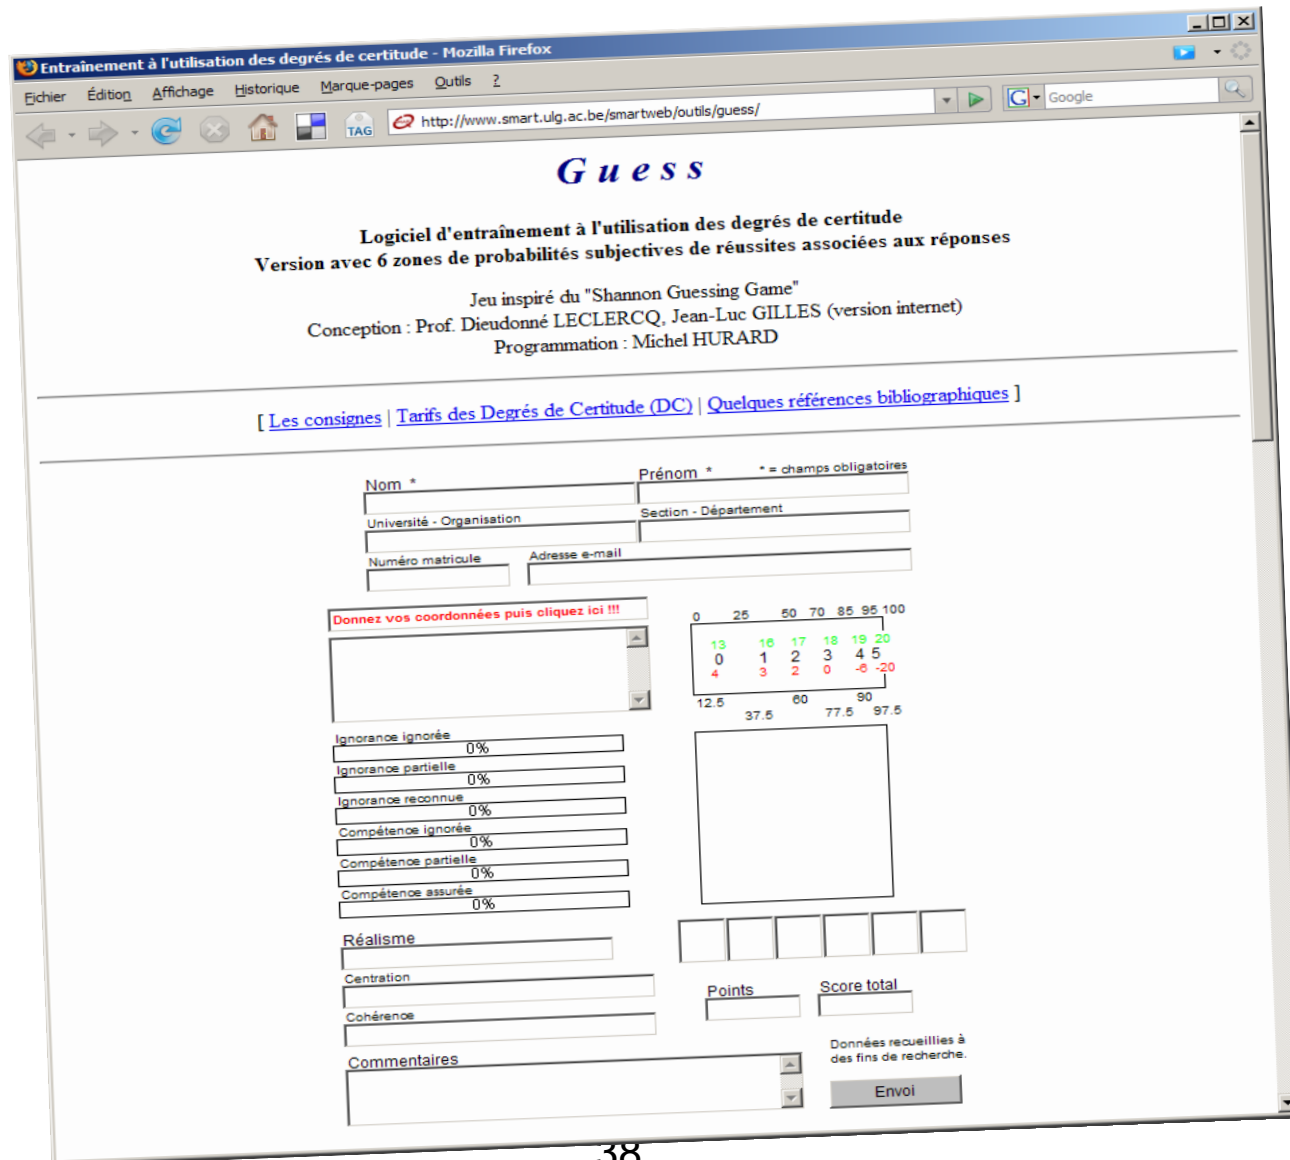 Entraînement à l'utilisation des degrés de certitude - Mozilla Firefox
Fichier Édition Affichage Historique Marque-pages Outils ?
TAG http://www.smart.ulg.ac.be/smartweb/outils/guess/ G Google
Guess
Logiciel d'entraînement à l'utilisation des degrés de certitude
Version avec 6 zones de probabilités subjectives de réussites associées aux réponses
Jeu inspiré du "Shannon Guessing Game"
Conception : Prof. Dieudonné LECLERCQ, Jean-Luc GILLES (version internet)
Programmation : Michel HURARD
[ Les consignes | Tarifs des Degrés de Certitude (DC) | Quelques références bibliographiques ]
Nom * Prénom * * = champs obligatoires
Université - Organisation Section - Département
Numéro matricule Adresse e-mail
Donnez vos coordonnées puis cliquez ici !!!
0 25 50 70 85 95 100
13 16 17 18 19 20
0 1 2 3 4 5
4 3 2 0 -6 -20
12.5 60 90
37.5 77.5 97.5
Ignorance ignorée
0%
Ignorance partielle
0%
Ignorance reconnue
0%
Compétence ignorée
0%
Compétence partielle
0%
Compétence assurée
0%
Réalisme
Centration
Cohérence
Points Score total
Commentaires
Données recueillies à
des fins de recherche.
Envoi
38